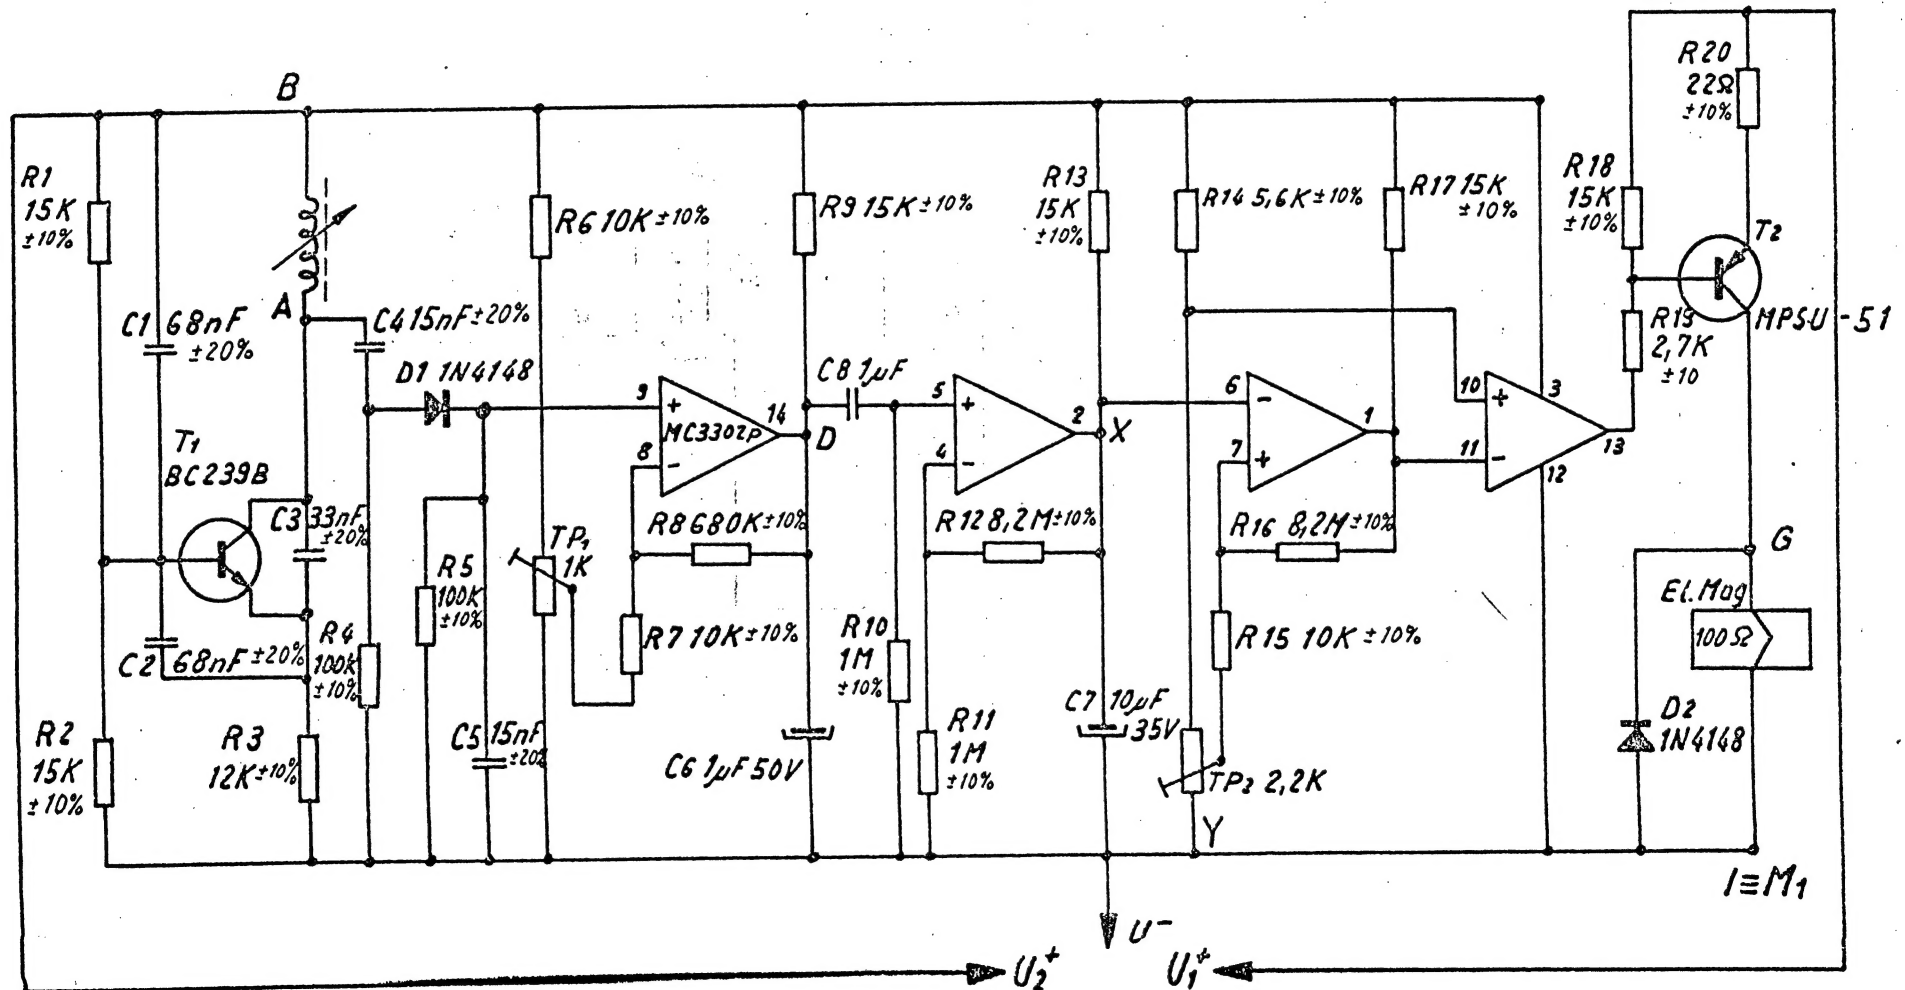 B
R1
15K
±10%
C1 68nF
±20%
A
C4 15nF ±20%
D1 1N4148
T1
BC239B
C3 33nF
±20%
C2 68nF ±20%
R2
15K
±10%
R3
12K ±10%
R4
100K
±10%
R5
100K
±10%
C5 15nF
±20%
R6 10K ±10%
TP1
1K
R7 10K ±10%
R8 680K ±10%
9
+
MC3302P
8
-
14
D
R9 15K ±10%
C6 1µF 50V
C8 1µF
R10
1M
±10%
5
+
4
-
2
X
R11
1M
±10%
R12 8,2M ±10%
R13
15K
±10%
C7 10µF
35V
R14 5,6K ±10%
6
-
7
+
1
R15 10K ±10%
R16 8,2M ±10%
TP2 2,2K
Y
R17 15K
±10%
10
+
11
-
3
12
13
R18
15K
±10%
R19
2,7K
±10
R20
22Ω
±10%
T2
MPSU-51
G
El.Mag
100Ω
D2
1N4148
I≡M1
U-
U2+
U1+